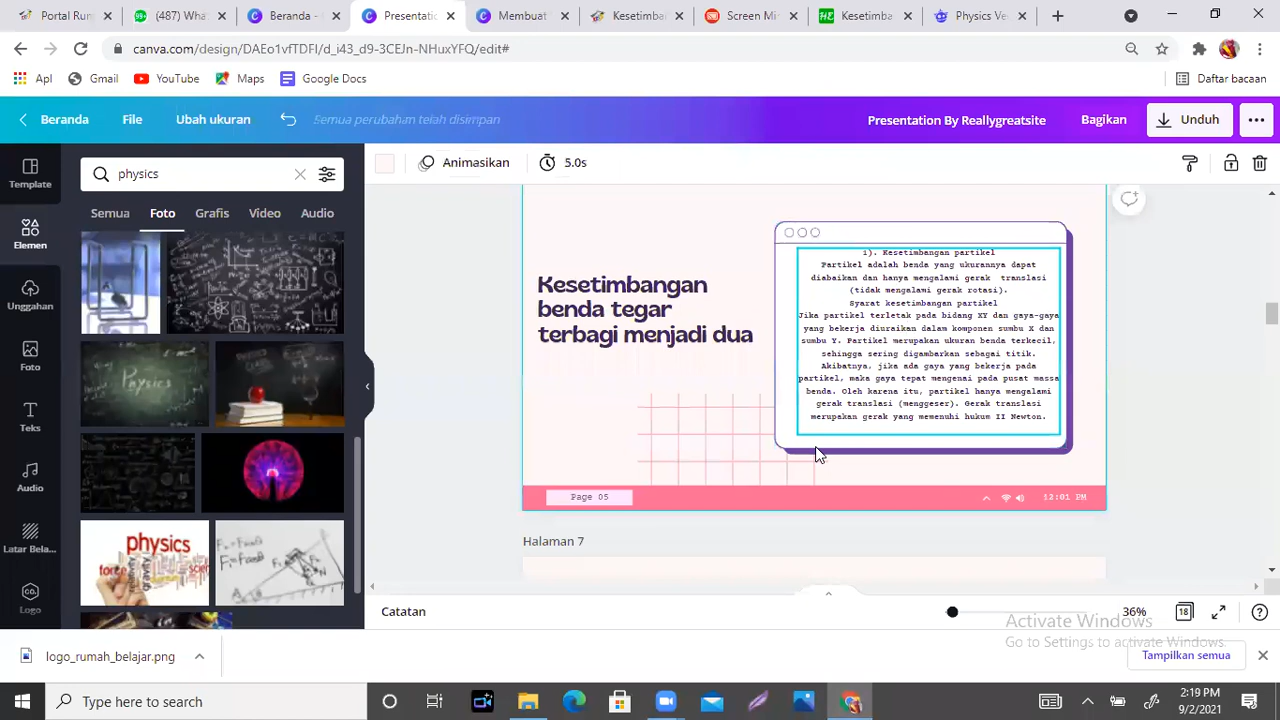 Portal Rum
(487) Wha
Beranda -
Presentatio
Membuat
Kesetimban
Screen Mi
Kesetimba
Physics Ve
canva.com/design/DAEo1vfTDFI/d_i43_d9-3CEJn-NHuxYFQ/edit#
Apl
Gmail
YouTube
Maps
Google Docs
Daftar bacaan
Beranda
File
Ubah ukuran
Semua perubahan telah disimpan
Presentation By Reallygreatsite
Bagikan
Unduh
Template
Elemen
Unggahan
Foto
Teks
Audio
Latar Bela...
Logo
physics
Semua
Foto
Grafis
Video
Audio
Physics
physics
Animasikan
5.0s
Kesetimbangan
benda tegar
terbagi menjadi dua
1). Kesetimbangan partikel
Partikel adalah benda yang ukurannya dapat
diabaikan dan hanya mengalami gerak translasi
(tidak mengalami gerak rotasi).
Syarat kesetimbangan partikel
Jika partikel terletak pada bidang XY dan gaya-gaya
yang bekerja diuraikan dalam komponen sumbu X dan
sumbu Y. Partikel merupakan ukuran benda terkecil,
sehingga sering digambarkan sebagai titik.
Akibatnya, jika ada gaya yang bekerja pada
partikel, maka gaya tepat mengenai pada pusat massa
benda. Oleh karena itu, partikel hanya mengalami
gerak translasi (menggeser). Gerak translasi
merupakan gerak yang memenuhi hukum II Newton.
Page 05
12:01 PM
Halaman 7
Catatan
36%
18
Activate Windows
Go to Settings to activate Windows.
logo_rumah_belajar.png
Tampilkan semua
Type here to search
2:19 PM
9/2/2021